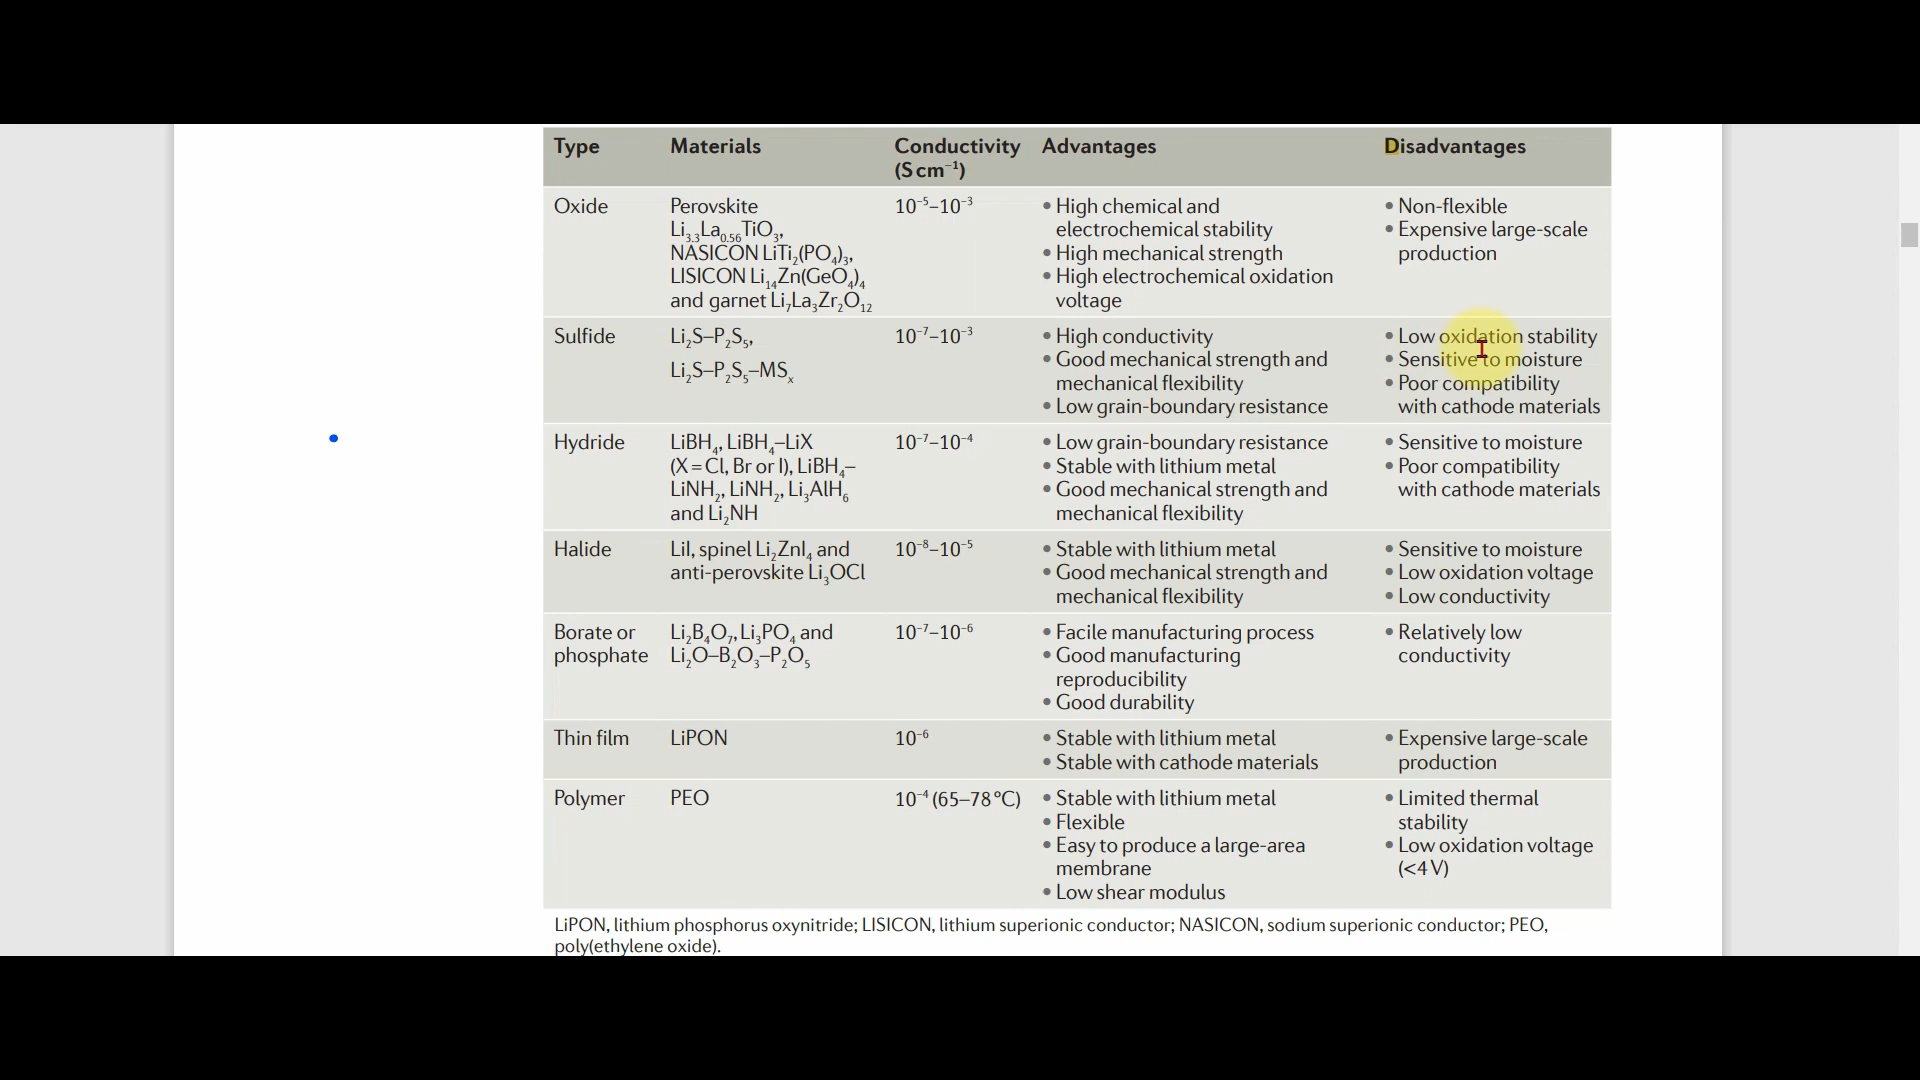 Type Materials Conductivity (S cm⁻¹) Advantages Disadvantages
Oxide
Perovskite
Li₃.₃La₀.₅₆TiO₃,
NASICON LiTi₂(PO₄)₃,
LISICON Li₁₄Zn(GeO₄)₄
and garnet Li₇La₃Zr₂O₁₂
10⁻⁵–10⁻³
• High chemical and
electrochemical stability
• High mechanical strength
• High electrochemical oxidation
voltage
• Non-flexible
• Expensive large-scale
production
Sulfide
Li₂S–P₂S₅,
Li₂S–P₂S₅–MSₓ
10⁻⁷–10⁻³
• High conductivity
• Good mechanical strength and
mechanical flexibility
• Low grain-boundary resistance
• Low oxidation stability
• Sensitive to moisture
• Poor compatibility
with cathode materials
Hydride
LiBH₄, LiBH₄–LiX
(X = Cl, Br or I), LiBH₄–
LiNH₂, LiNH₂, Li₃AlH₆
and Li₂NH
10⁻⁷–10⁻⁴
• Low grain-boundary resistance
• Stable with lithium metal
• Good mechanical strength and
mechanical flexibility
• Sensitive to moisture
• Poor compatibility
with cathode materials
Halide
LiI, spinel Li₂ZnI₄ and
anti-perovskite Li₃OCl
10⁻⁸–10⁻⁵
• Stable with lithium metal
• Good mechanical strength and
mechanical flexibility
• Sensitive to moisture
• Low oxidation voltage
• Low conductivity
Borate or
phosphate
Li₂B₄O₇, Li₃PO₄ and
Li₂O–B₂O₃–P₂O₅
10⁻⁷–10⁻⁶
• Facile manufacturing process
• Good manufacturing
reproducibility
• Good durability
• Relatively low
conductivity
Thin film
LiPON
10⁻⁶
• Stable with lithium metal
• Stable with cathode materials
• Expensive large-scale
production
Polymer
PEO
10⁻⁴ (65–78 °C)
• Stable with lithium metal
• Flexible
• Easy to produce a large-area
membrane
• Low shear modulus
• Limited thermal
stability
• Low oxidation voltage
(<4 V)
LiPON, lithium phosphorus oxynitride; LISICON, lithium superionic conductor; NASICON, sodium superionic conductor; PEO,
poly(ethylene oxide).